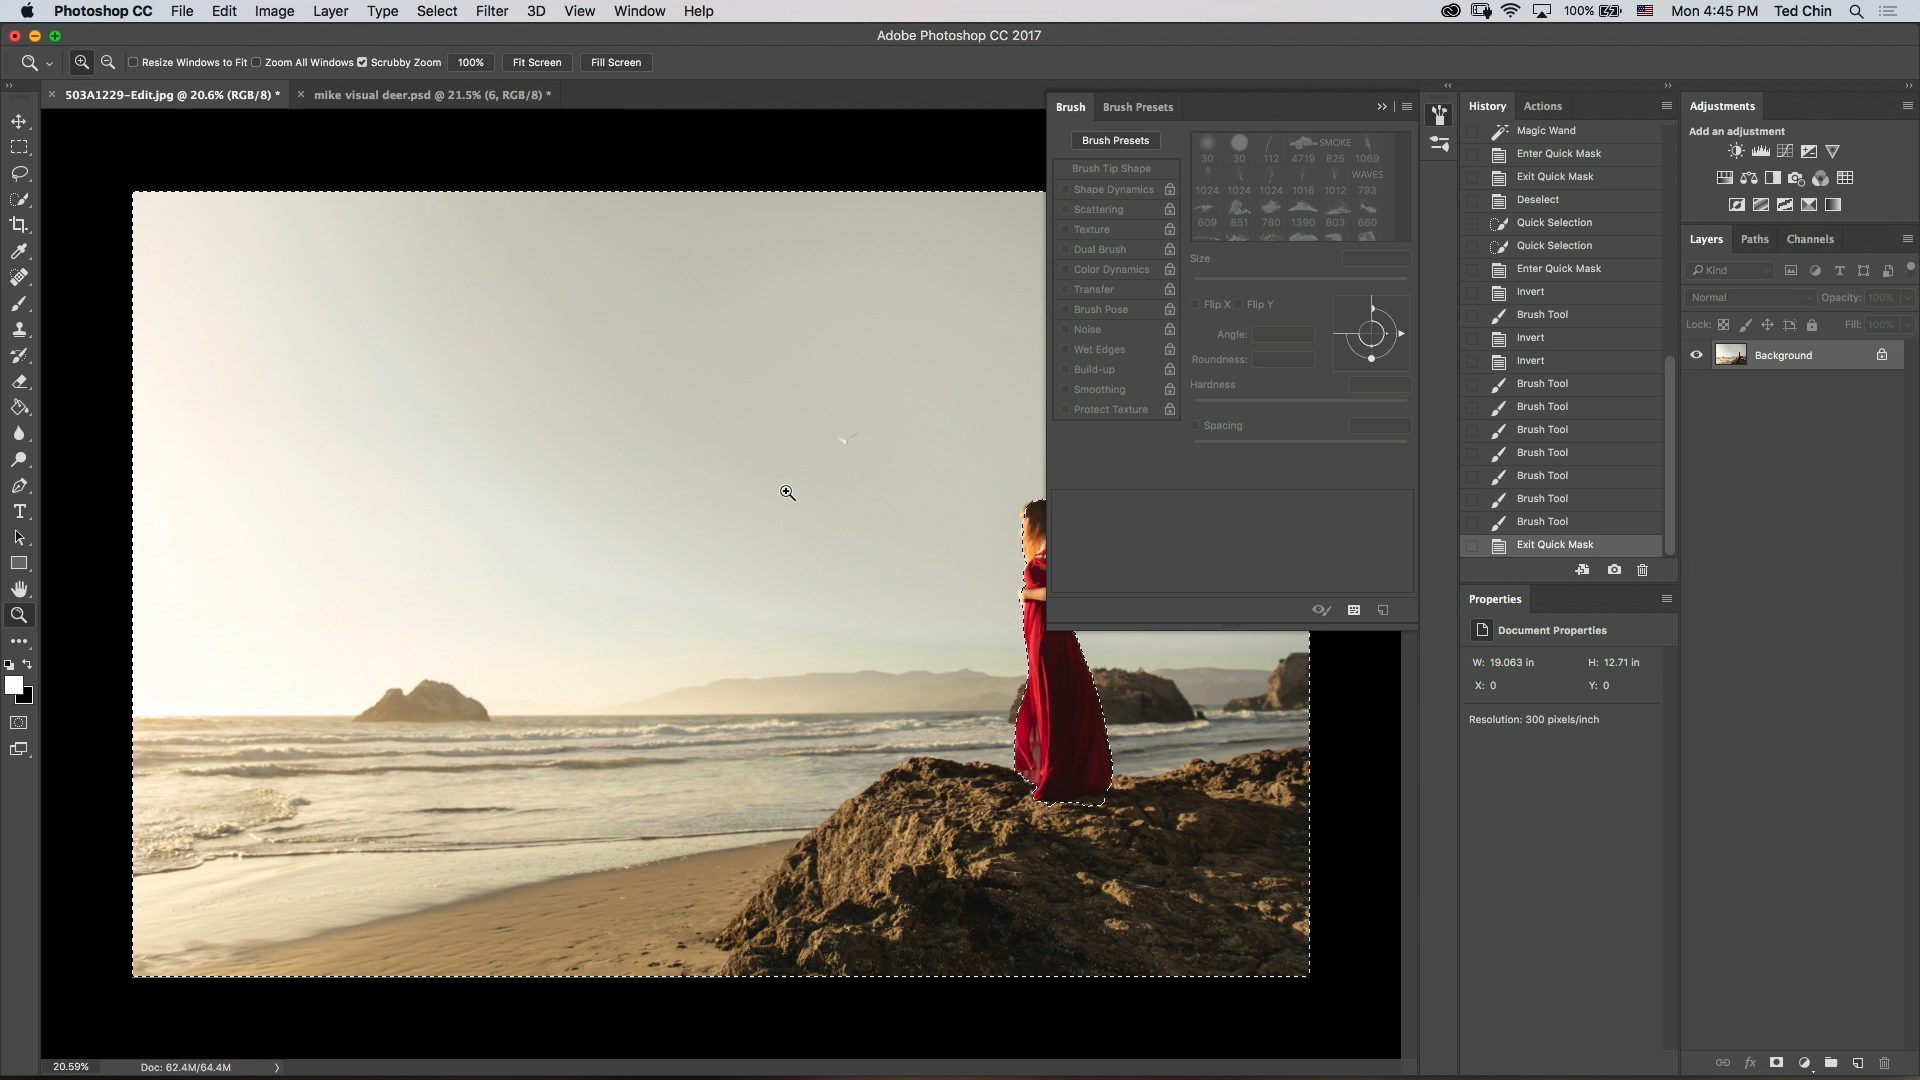 Photoshop CC File Edit Image Layer Type Select Filter 3D View Window Help 100% Mon 4:45 PM Ted Chin
Adobe Photoshop CC 2017
Resize Windows to Fit Zoom All Windows Scrubby Zoom 100% Fit Screen Fill Screen
503A1229-Edit.jpg @ 20.6% (RGB/8) * mike visual deer.psd @ 21.5% (6, RGB/8) *
Brush Brush Presets
Brush Presets
Brush Tip Shape
Shape Dynamics
Scattering
Texture
Dual Brush
Color Dynamics
Transfer
Brush Pose
Noise
Wet Edges
Build-up
Smoothing
Protect Texture
SMOKE
30 30 112 4719 825 1069
WAVES
1024 1024 1024 1016 1012 793
609 851 780 1390 803 660
Size
Flip X Flip Y
Angle:
Roundness:
Hardness
Spacing
History Actions
Magic Wand
Enter Quick Mask
Exit Quick Mask
Deselect
Quick Selection
Quick Selection
Enter Quick Mask
Invert
Brush Tool
Invert
Invert
Brush Tool
Brush Tool
Brush Tool
Brush Tool
Brush Tool
Brush Tool
Brush Tool
Exit Quick Mask
Properties
Document Properties
W: 19.063 in H: 12.71 in
X: 0 Y: 0
Resolution: 300 pixels/inch
Adjustments
Add an adjustment
Layers Paths Channels
Kind
Normal Opacity: 100%
Lock: Fill: 100%
Background
fx
20.59% Doc: 62.4M/64.4M